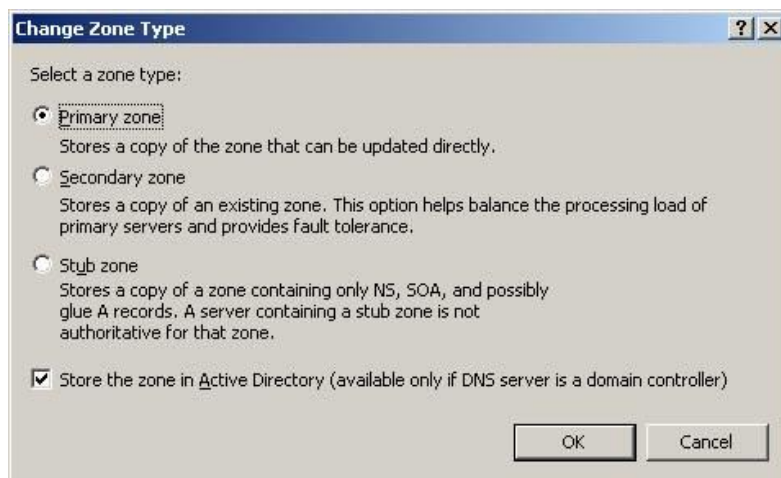 Change Zone Type
Select a zone type:
Primary zone
Stores a copy of the zone that can be updated directly.
Secondary zone
Stores a copy of an existing zone. This option helps balance the processing load of
primary servers and provides fault tolerance.
Stub zone
Stores a copy of a zone containing only NS, SOA, and possibly
glue A records. A server containing a stub zone is not
authoritative for that zone.
Store the zone in Active Directory (available only if DNS server is a domain controller)
OK Cancel